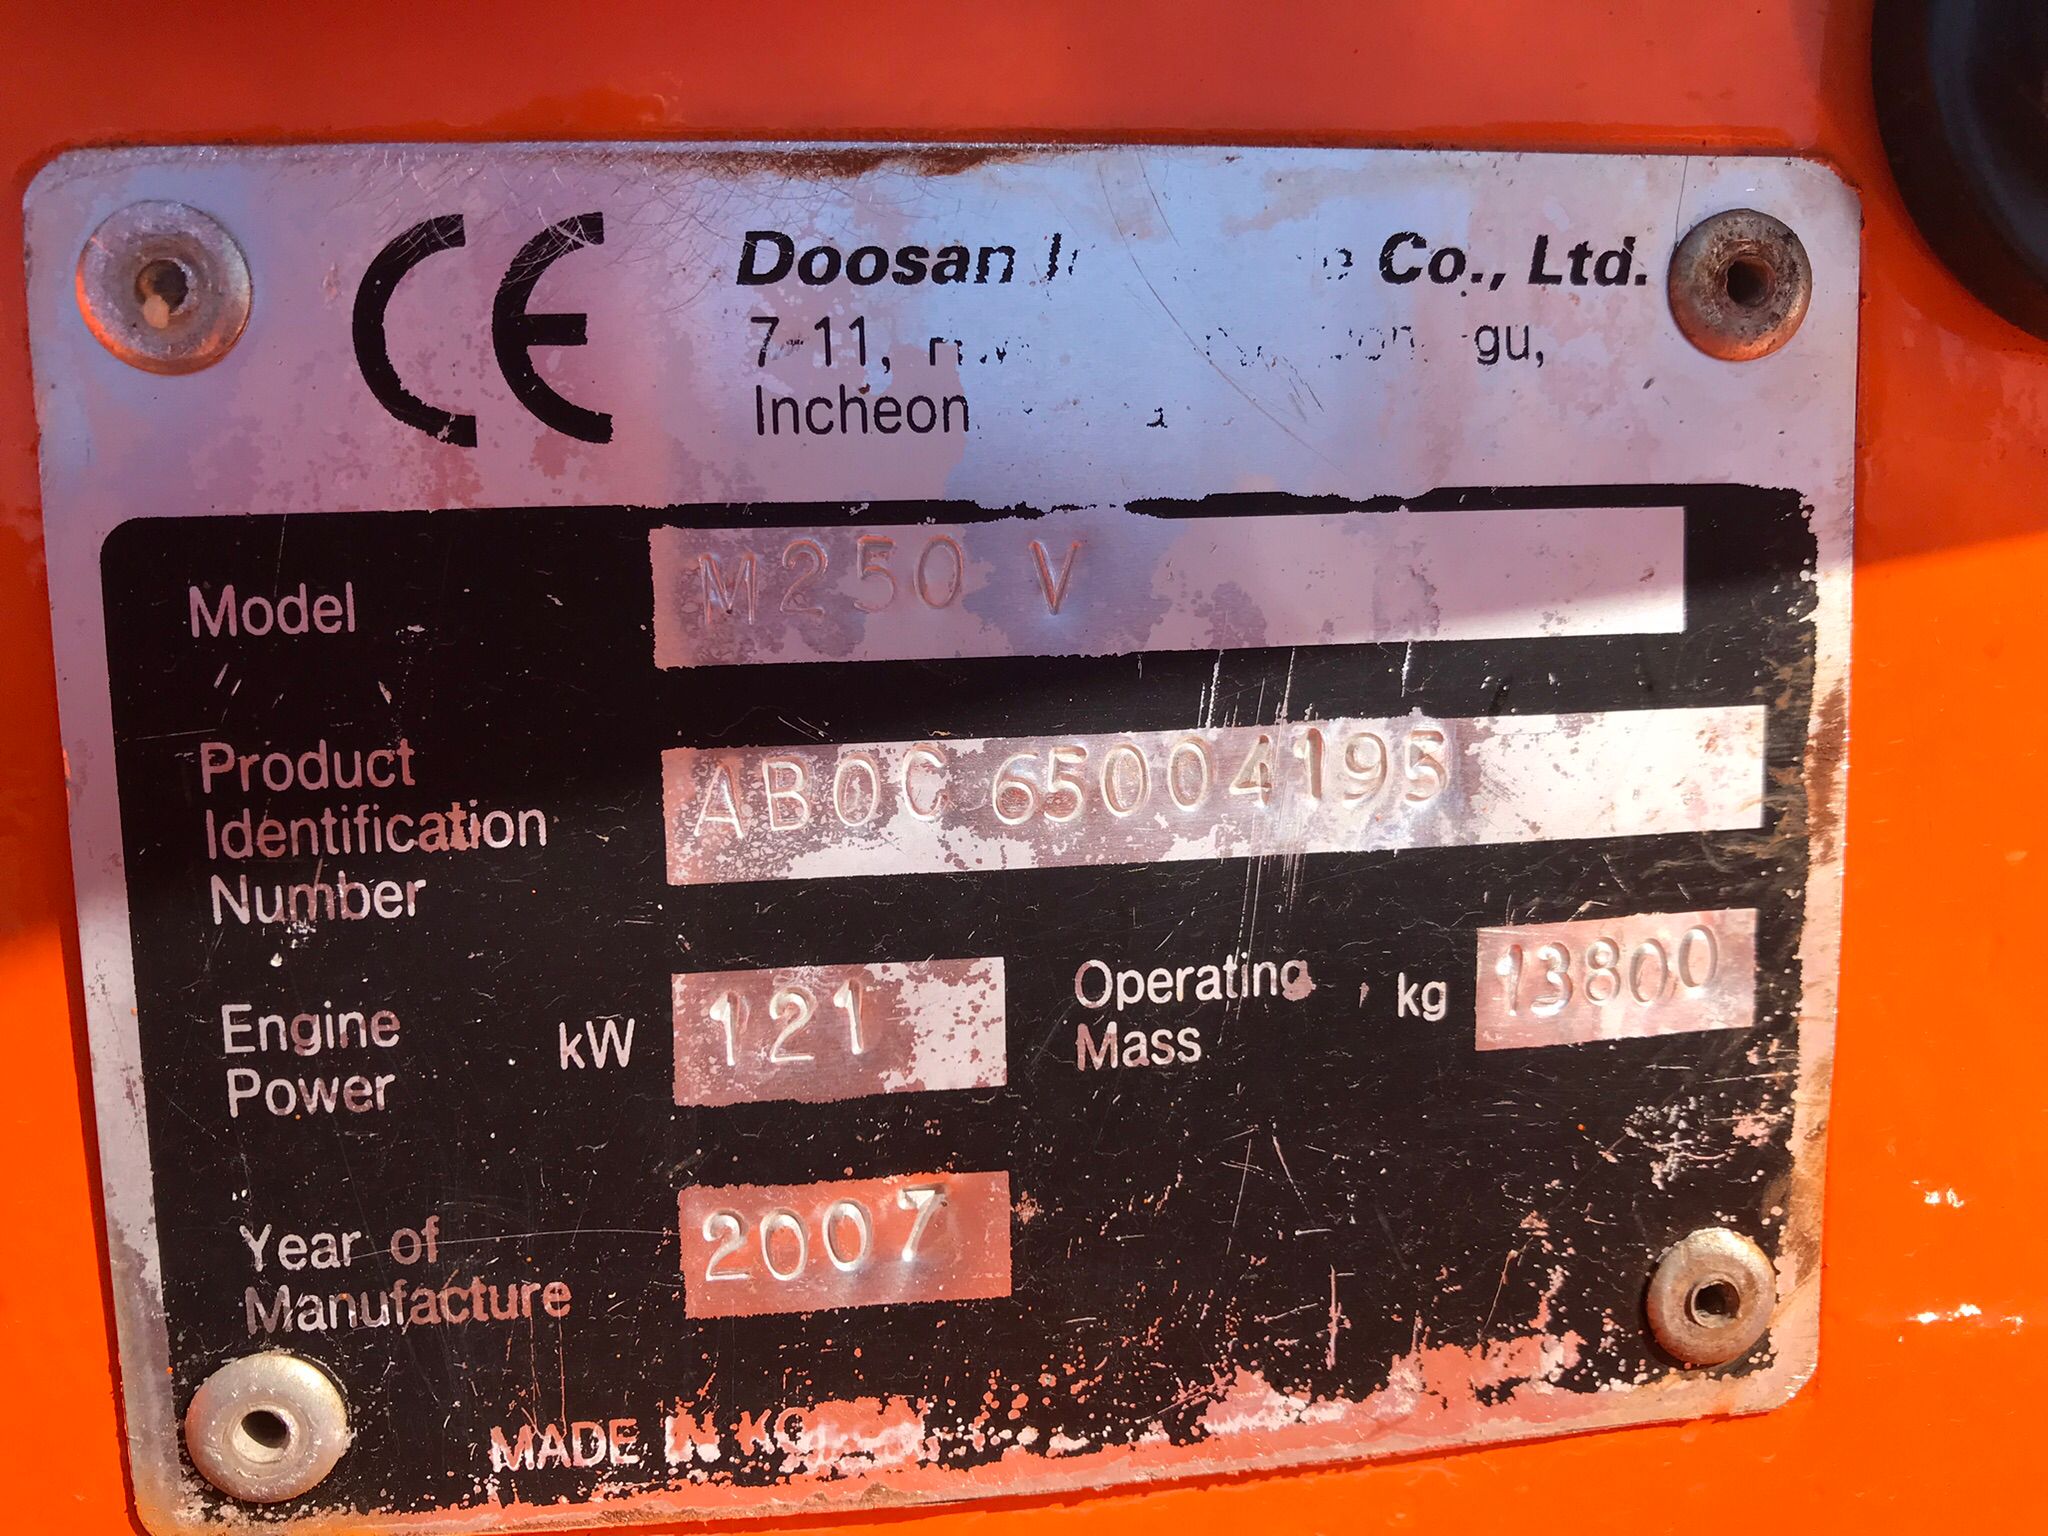 CE
Doosan Co., Ltd.
7-11, gu,
Incheon
Model M250 V
Product
Identification
Number
AB0C 65004195
Engine
Power
kW 121
Operating
Mass
kg 13800
Year of
Manufacture
2007
MADE IN